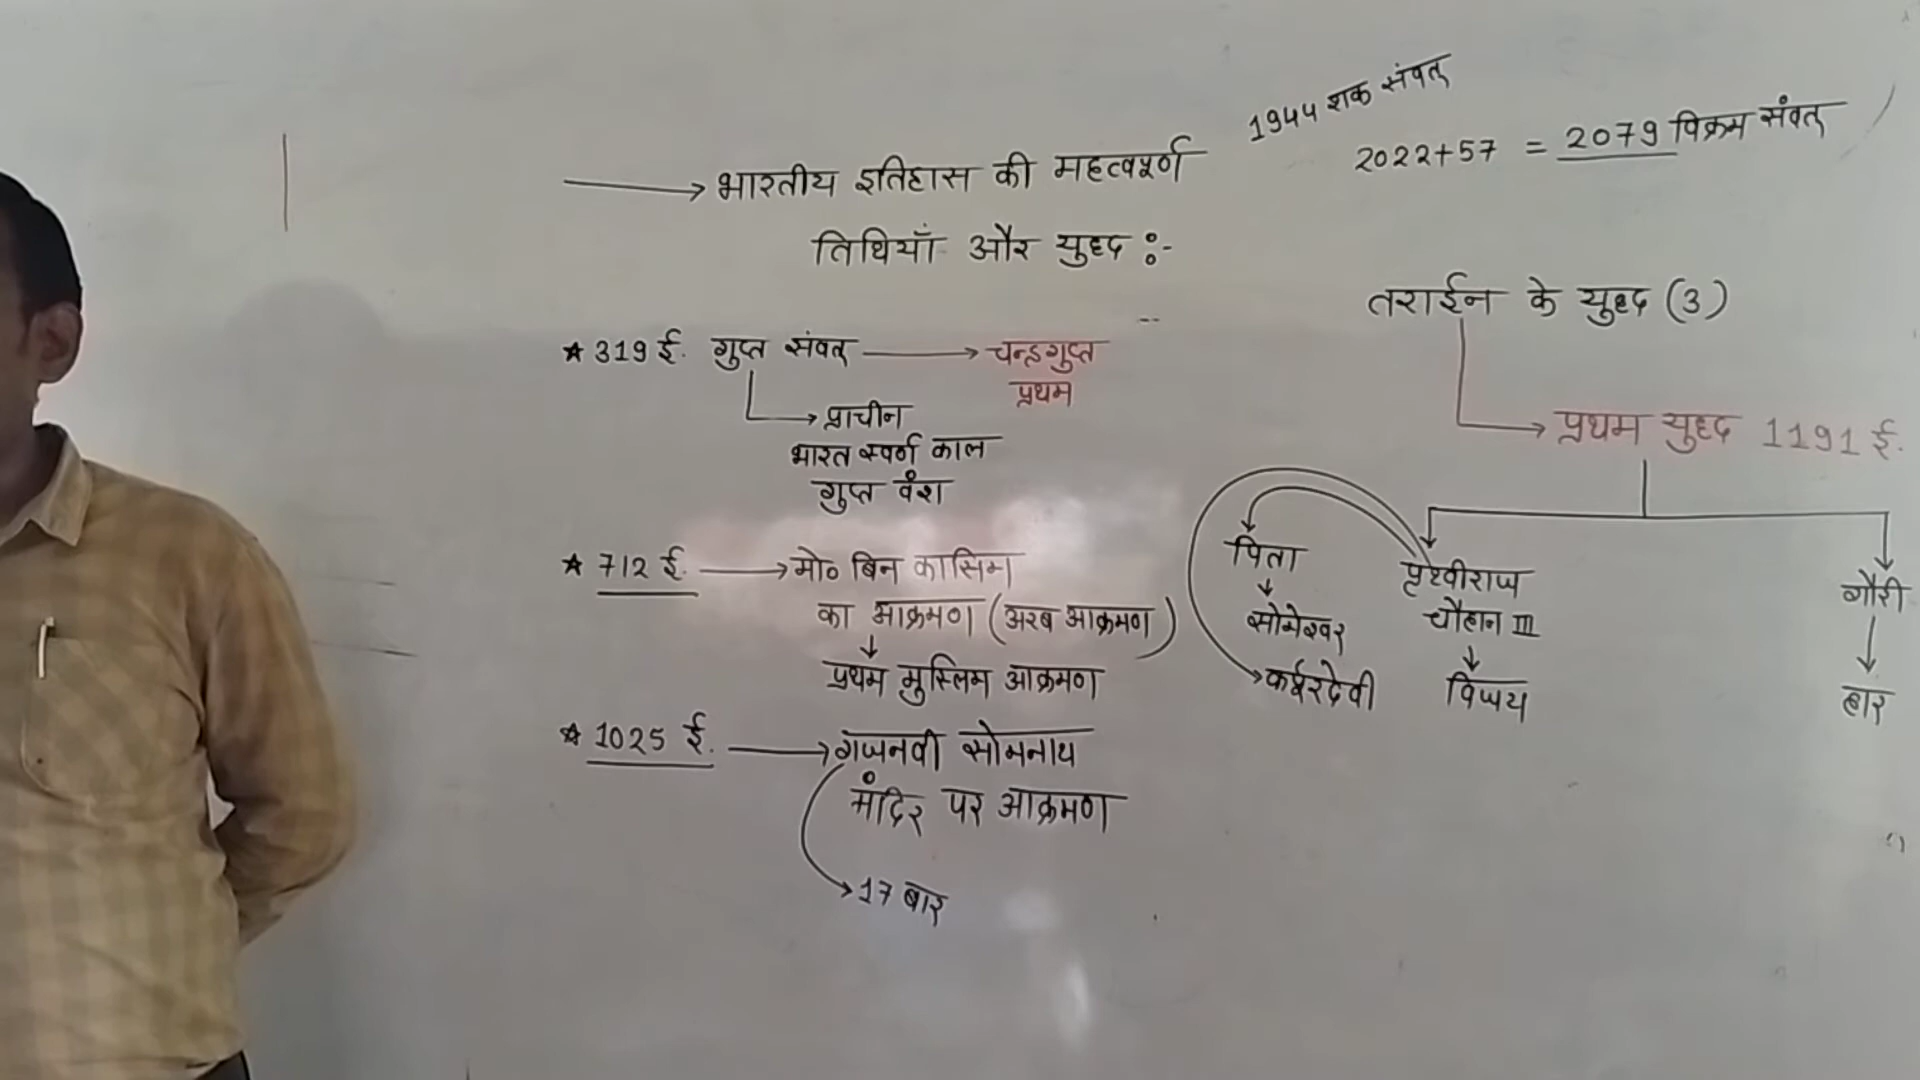 1944 शक संवत्
2022+57 = 2079 विक्रम संवत्
भारतीय इतिहास की महत्वपूर्ण
तिथियाँ और युद्ध :-
★ 319 ई. गुप्त संवत् → चन्द्रगुप्त
प्रथम
→ प्राचीन
भारत स्वर्ण काल
गुप्त वंश
★ 712 ई. → मो० बिन कासिम
का आक्रमण (अरब आक्रमण)
↓
प्रथम मुस्लिम आक्रमण
★ 1025 ई. → गजनवी सोमनाथ
मंदिर पर आक्रमण
→ 17 बार
तराईन के युद्ध (3)
→ प्रथम युद्ध 1191 ई.
पिता
↓
सोमेश्वर
→ कर्पूरदेवी
पृथ्वीराज
चौहान III
↓
विजय
गौरी
↓
हार